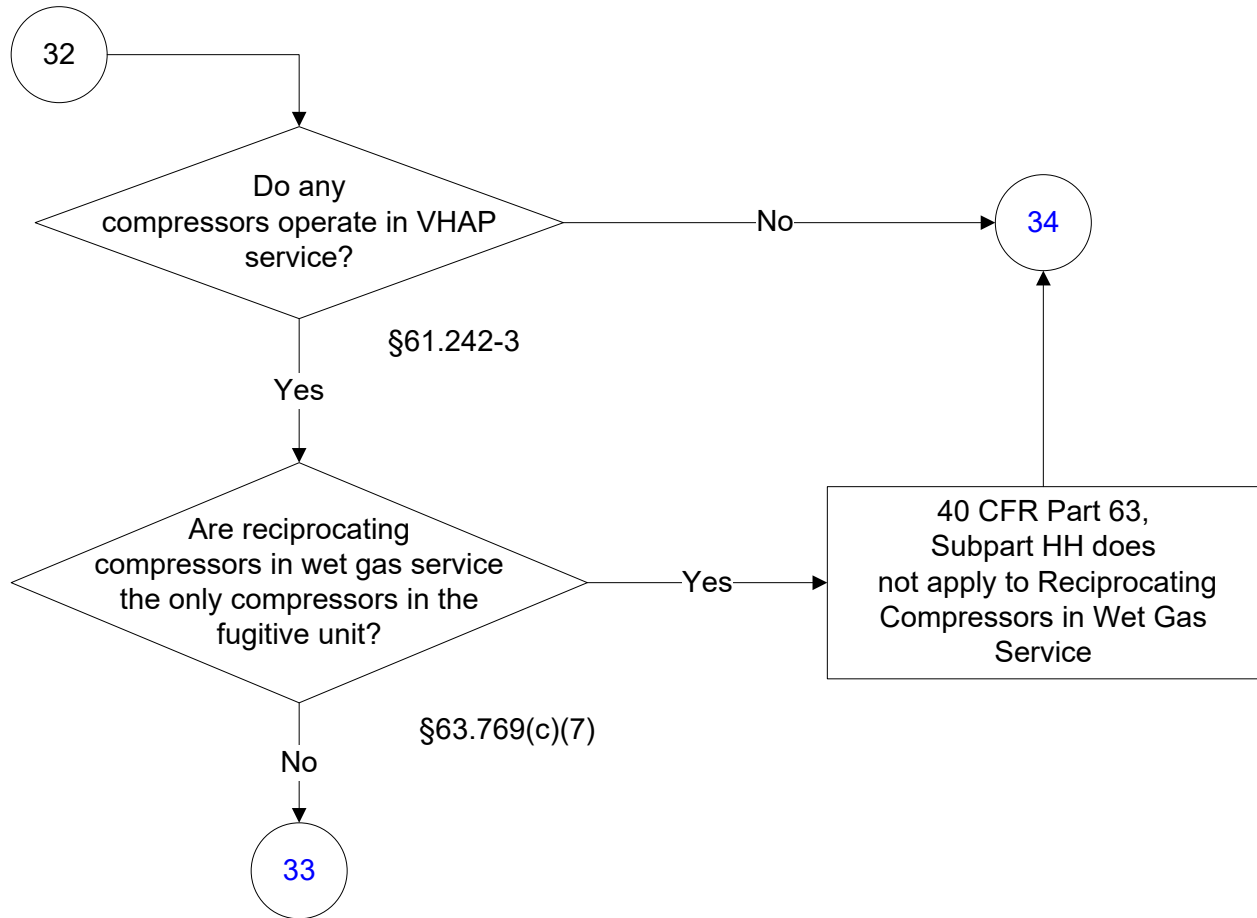 32
Do any
compressors operate in VHAP
service?
No
34
§61.242-3
Yes
Are reciprocating
compressors in wet gas service
the only compressors in the
fugitive unit?
Yes
40 CFR Part 63,
Subpart HH does
not apply to Reciprocating
Compressors in Wet Gas
Service
§63.769(c)(7)
No
33